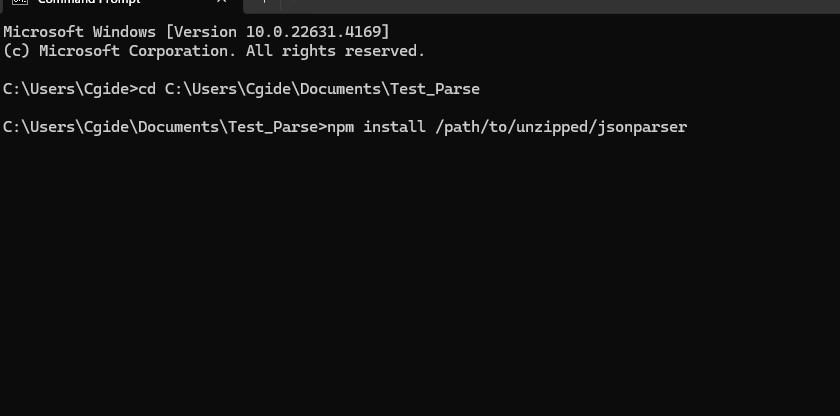 Command Prompt
Microsoft Windows [Version 10.0.22631.4169]
(c) Microsoft Corporation. All rights reserved.
C:\Users\Cgide>cd C:\Users\Cgide\Documents\Test_Parse
C:\Users\Cgide\Documents\Test_Parse>npm install /path/to/unzipped/jsonparser